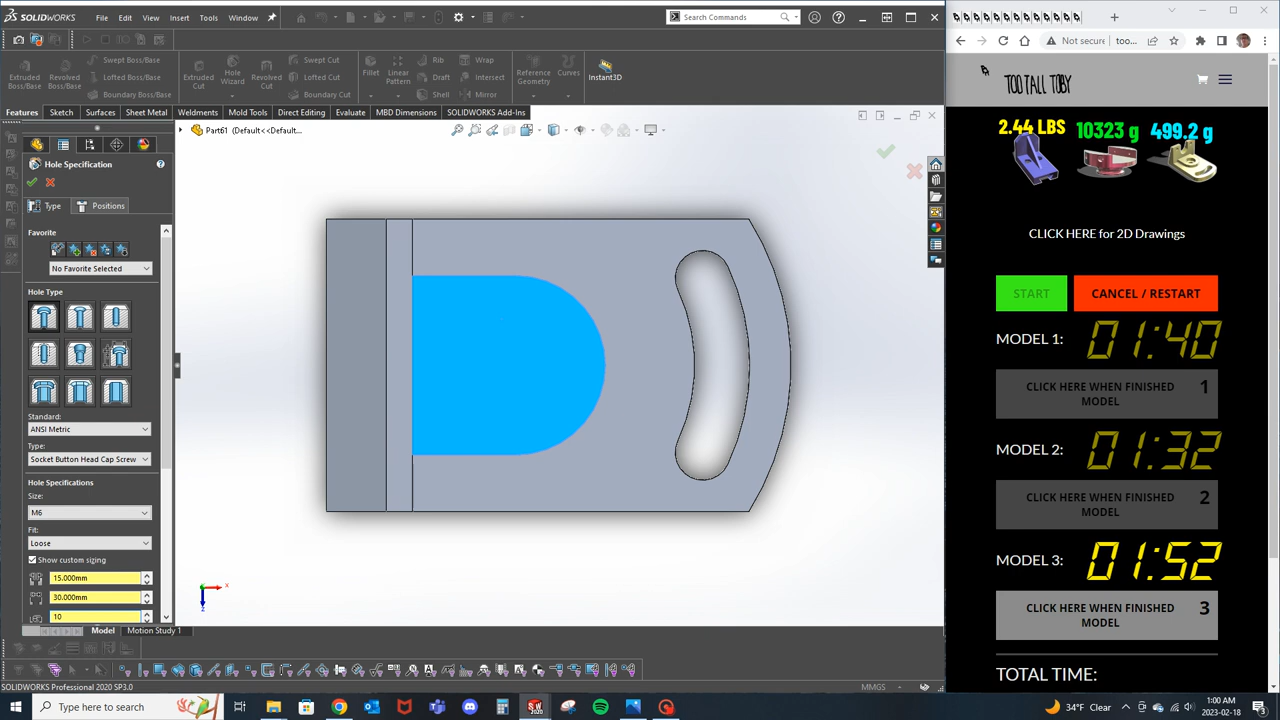 SOLIDWORKS
File
Edit
View
Insert
Tools
Window
Search Commands
Extruded Boss/Base
Revolved Boss/Base
Swept Boss/Base
Lofted Boss/Base
Boundary Boss/Base
Extruded Cut
Hole Wizard
Revolved Cut
Swept Cut
Lofted Cut
Boundary Cut
Fillet
Linear Pattern
Rib
Draft
Shell
Wrap
Intersect
Mirror
Reference Geometry
Curves
Instant3D
Features
Sketch
Surfaces
Sheet Metal
Weldments
Mold Tools
Direct Editing
Evaluate
MBD Dimensions
SOLIDWORKS Add-Ins
Part61 (Default<<Default...
Hole Specification
Type
Positions
Favorite
No Favorite Selected
Hole Type
Standard:
ANSI Metric
Type:
Socket Button Head Cap Screw
Hole Specifications
Size:
M6
Fit:
Loose
Show custom sizing
15.000mm
30.000mm
10
x
z
Model
Motion Study 1
SOLIDWORKS Professional 2020 SP3.0
MMGS
Not secure
too...
TOO TALL TOBY
2.44 LBS
10323 g
499.2 g
CLICK HERE for 2D Drawings
START
CANCEL / RESTART
MODEL 1:
01:40
CLICK HERE WHEN FINISHED MODEL
1
MODEL 2:
01:32
CLICK HERE WHEN FINISHED MODEL
2
MODEL 3:
01:52
CLICK HERE WHEN FINISHED MODEL
3
TOTAL TIME:
Type here to search
34°F Clear
1:00 AM
2023-02-18